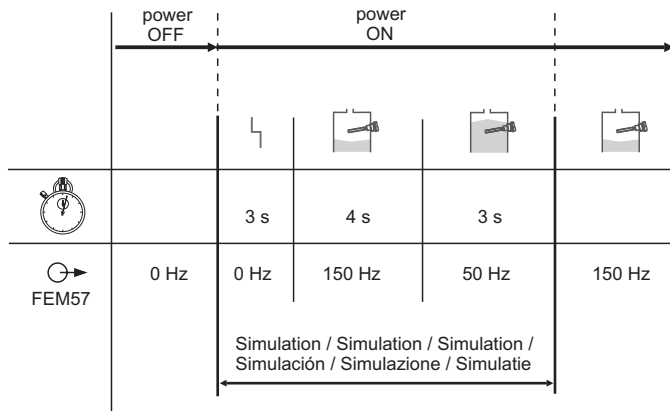 power
OFF
power
ON
3 s
4 s
3 s
FEM57
0 Hz
0 Hz
150 Hz
50 Hz
150 Hz
Simulation / Simulation / Simulation /
Simulación / Simulazione / Simulatie